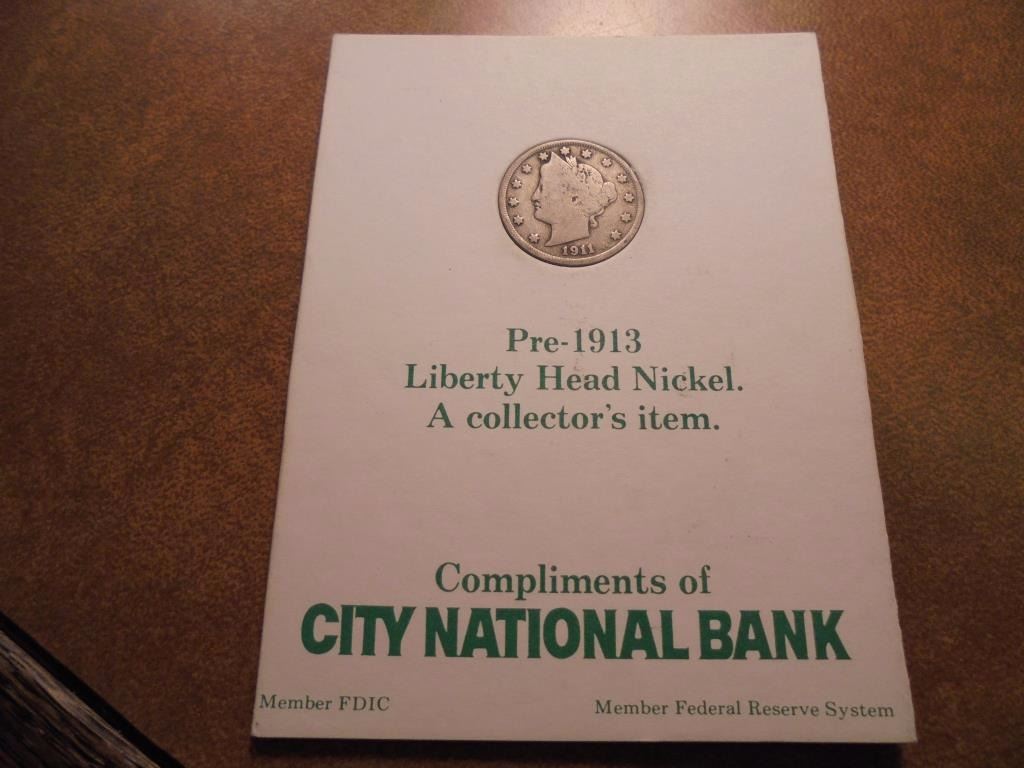 1911
Pre-1913
Liberty Head Nickel.
A collector's item.
Compliments of
CITY NATIONAL BANK
Member FDIC
Member Federal Reserve System